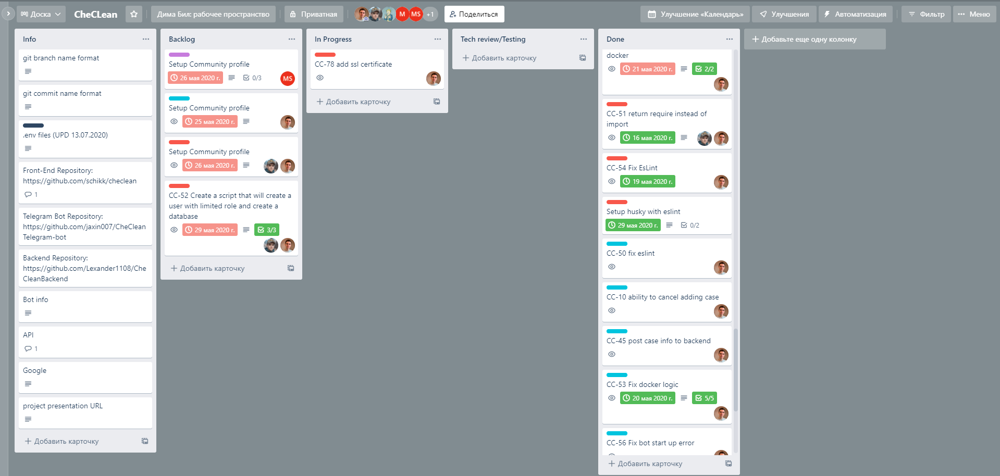 Доска
CheCLean
Дима Бил: рабочее пространство
Приватная
M
MS
+1
Поделиться
Улучшение «Календарь»
Улучшения
Автоматизация
Фильтр
Меню
Info
git branch name format
git commit name format
.env files (UPD 13.07.2020)
Front-End Repository:
https://github.com/schikk/checlean
1
Telegram Bot Repository:
https://github.com/jaxin007/CheClean
Telegram-bot
Backend Repository:
https://github.com/Lexander1108/Che
CleanBackend
Bot info
API
1
Google
project presentation URL
Добавить карточку
Backlog
Setup Community profile
26 мая 2020 г.
0/3
MS
Setup Community profile
25 мая 2020 г.
Setup Community profile
26 мая 2020 г.
CC-52 Create a script that will create a
user with limited role and create a
database
29 мая 2020 г.
3/3
Добавить карточку
In Progress
CC-78 add ssl certificate
Добавить карточку
Tech review/Testing
Добавить карточку
Done
docker
21 мая 2020 г.
2/2
CC-51 return require instead of
import
16 мая 2020 г.
CC-54 Fix EsLint
19 мая 2020 г.
Setup husky with eslint
29 мая 2020 г.
0/2
CC-50 fix eslint
CC-10 ability to cancel adding case
CC-45 post case info to backend
CC-53 Fix docker logic
20 мая 2020 г.
5/5
CC-56 Fix bot start up error
Добавить карточку
Добавьте еще одну колонку